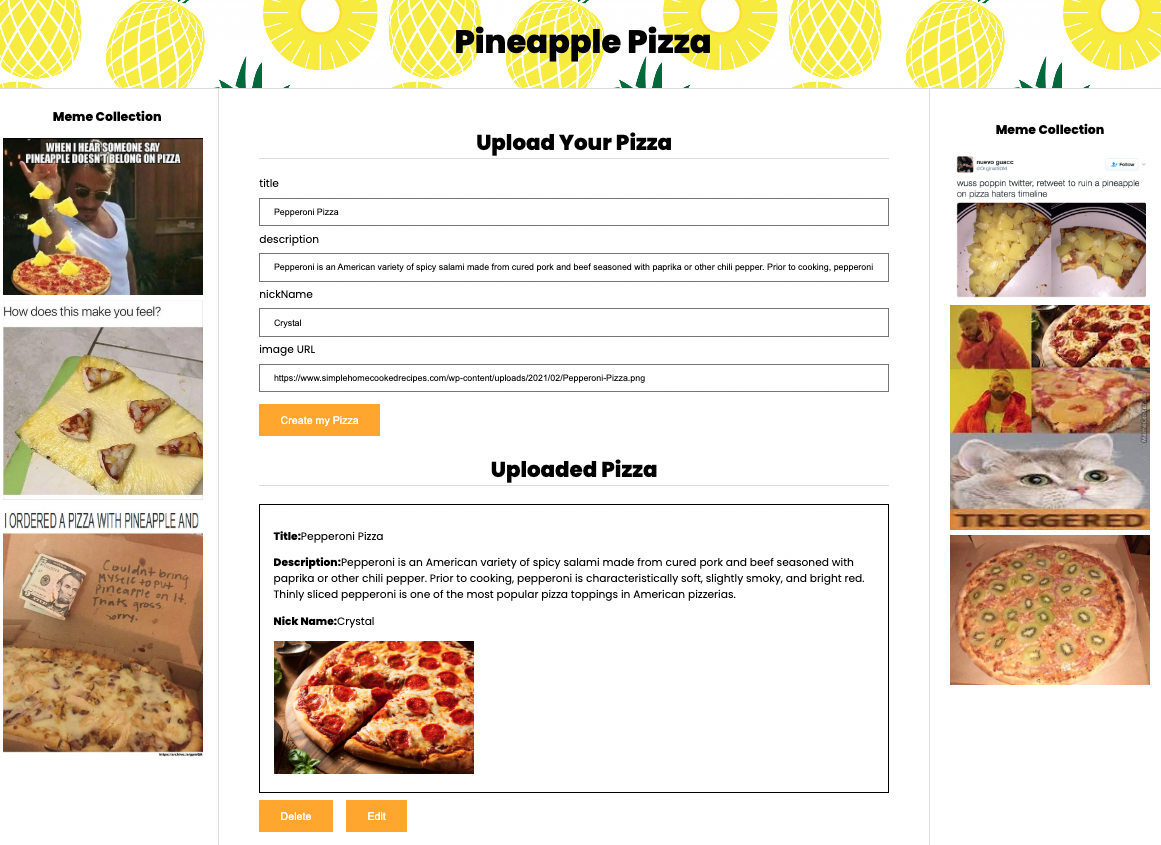 Pineapple Pizza
Meme Collection
WHEN I HEAR SOMEONE SAY
PINEAPPLE DOESN'T BELONG ON PIZZA
How does this make you feel?
I ORDERED A PIZZA WITH PINEAPPLE AND
Couldn't bring
myself to put
Pineapple on it.
Thats gross
sorry.
Upload Your Pizza
title
Pepperoni Pizza
description
Pepperoni is an American variety of spicy salami made from cured pork and beef seasoned with paprika or other chili pepper. Prior to cooking, pepperoni
nickName
Crystal
image URL
https://www.simplehomecookedrecipes.com/wp-content/uploads/2021/02/Pepperoni-Pizza.png
Create my Pizza
Uploaded Pizza
Title:Pepperoni Pizza
Description:Pepperoni is an American variety of spicy salami made from cured pork and beef seasoned with
paprika or other chili pepper. Prior to cooking, pepperoni is characteristically soft, slightly smoky, and bright red.
Thinly sliced pepperoni is one of the most popular pizza toppings in American pizzerias.
Nick Name:Crystal
Delete
Edit
Meme Collection
nuevo guacc
Follow
wuss poppin twitter, retweet to ruin a pineapple
on pizza haters timeline
TRIGGERED